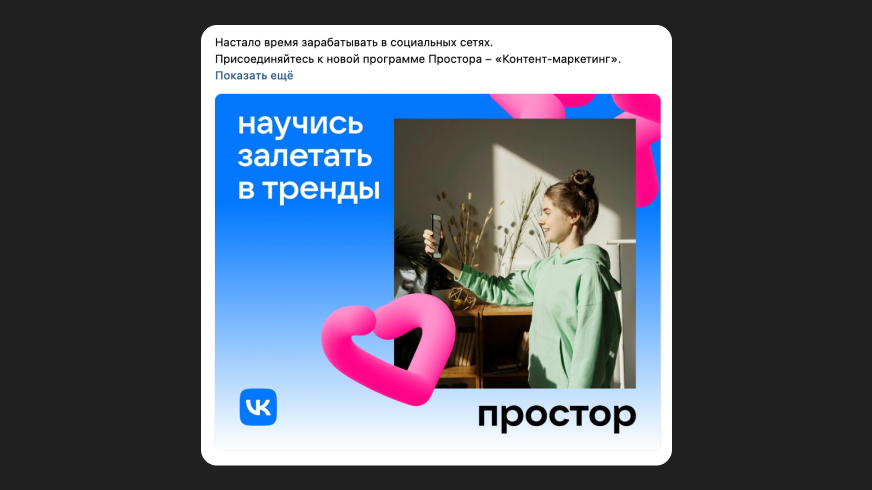 Настало время зарабатывать в социальных сетях.
Присоединяйтесь к новой программе Простора – «Контент-маркетинг».
Показать ещё
научись
залетать
в тренды
VK
простор